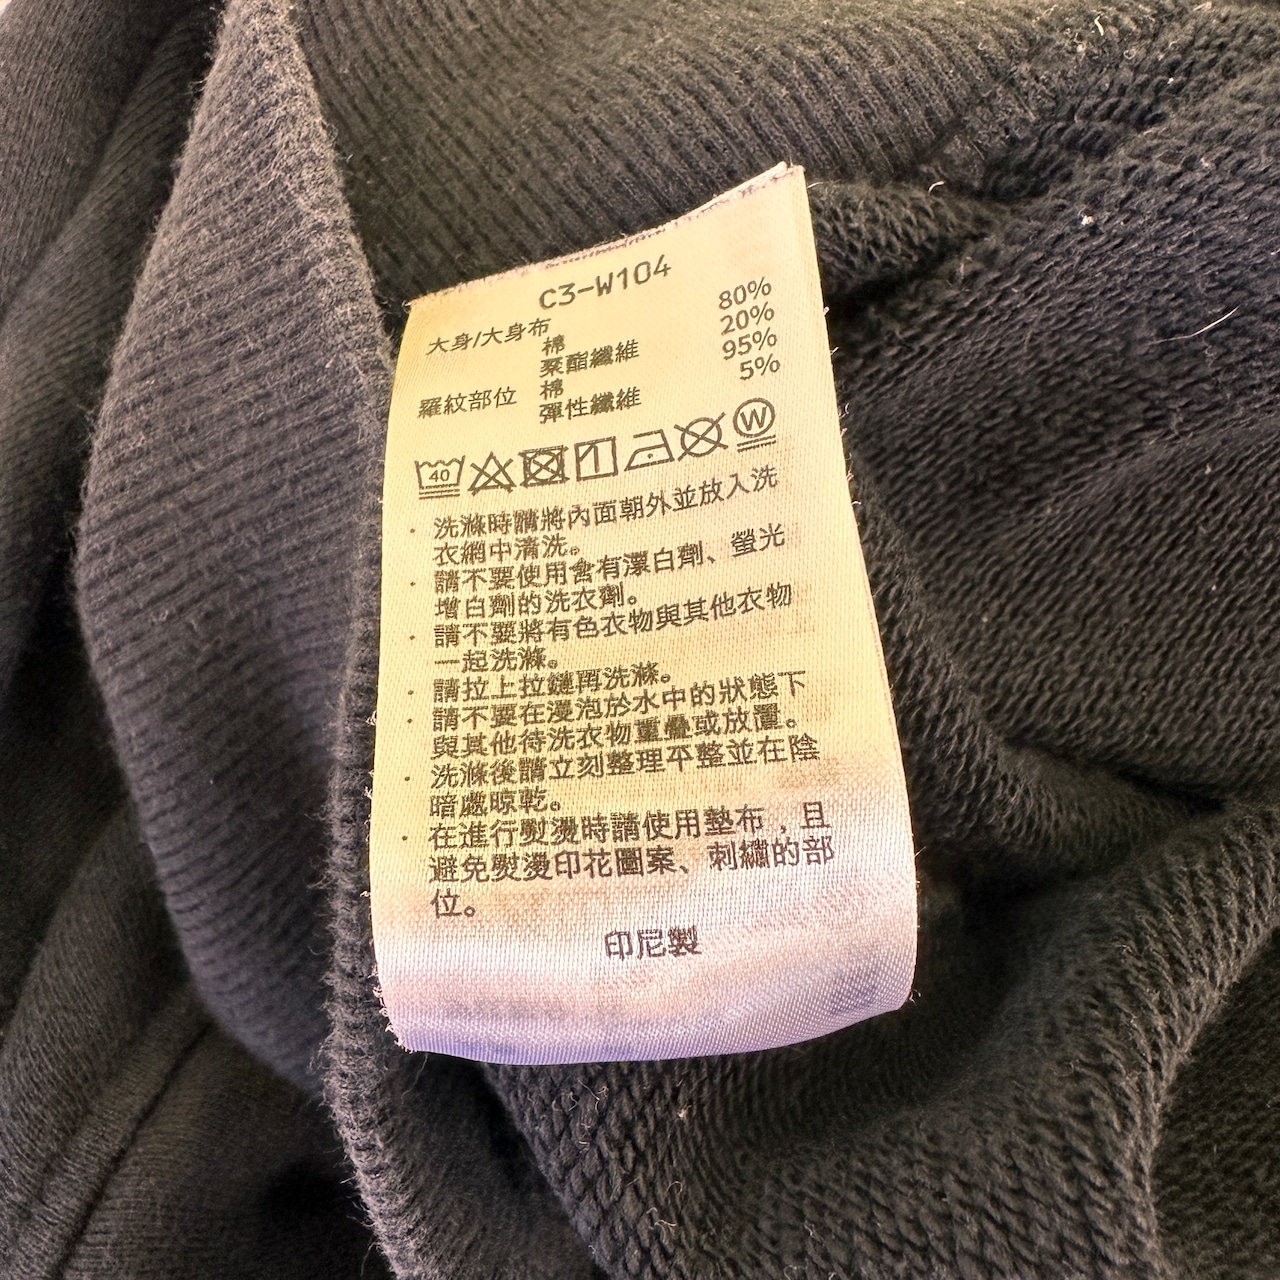 C3-W104
大身/大身布
棉 80%
聚酯纖維 20%
羅紋部位 棉 95%
彈性纖維 5%
40 W
· 洗滌時請將內面朝外並放入洗
衣網中清洗。
· 請不要使用含有漂白劑、螢光
增白劑的洗衣劑。
· 請不要將有色衣物與其他衣物
一起洗滌。
· 請拉上拉鏈再洗滌。
· 請不要在浸泡於水中的狀態下
與其他待洗衣物重疊或放置。
· 洗滌後請立刻整理平整並在陰
暗處晾乾。
· 在進行熨燙時請使用墊布，且
避免熨燙印花圖案、刺繡的部
位。
印尼製